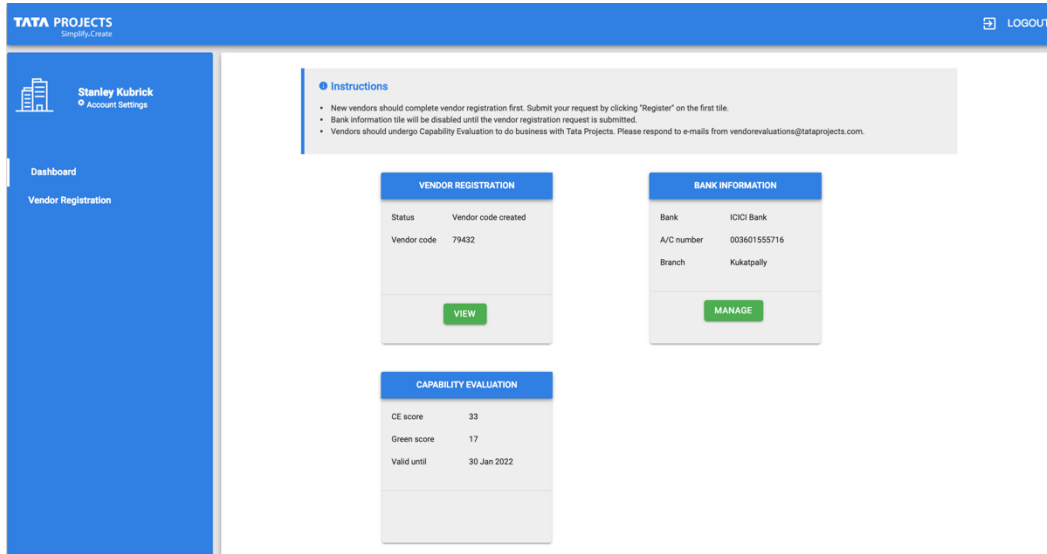 TATA PROJECTS
Simplify.Create
LOGOUT
Stanley Kubrick
Account Settings
Dashboard
Vendor Registration
Instructions
• New vendors should complete vendor registration first. Submit your request by clicking "Register" on the first tile.
• Bank information tile will be disabled until the vendor registration request is submitted.
• Vendors should undergo Capability Evaluation to do business with Tata Projects. Please respond to e-mails from vendorevaluations@tataprojects.com.
VENDOR REGISTRATION
Status Vendor code created
Vendor code 79432
VIEW
BANK INFORMATION
Bank ICICI Bank
A/C number 003601555716
Branch Kukatpally
MANAGE
CAPABILITY EVALUATION
CE score 33
Green score 17
Valid until 30 Jan 2022